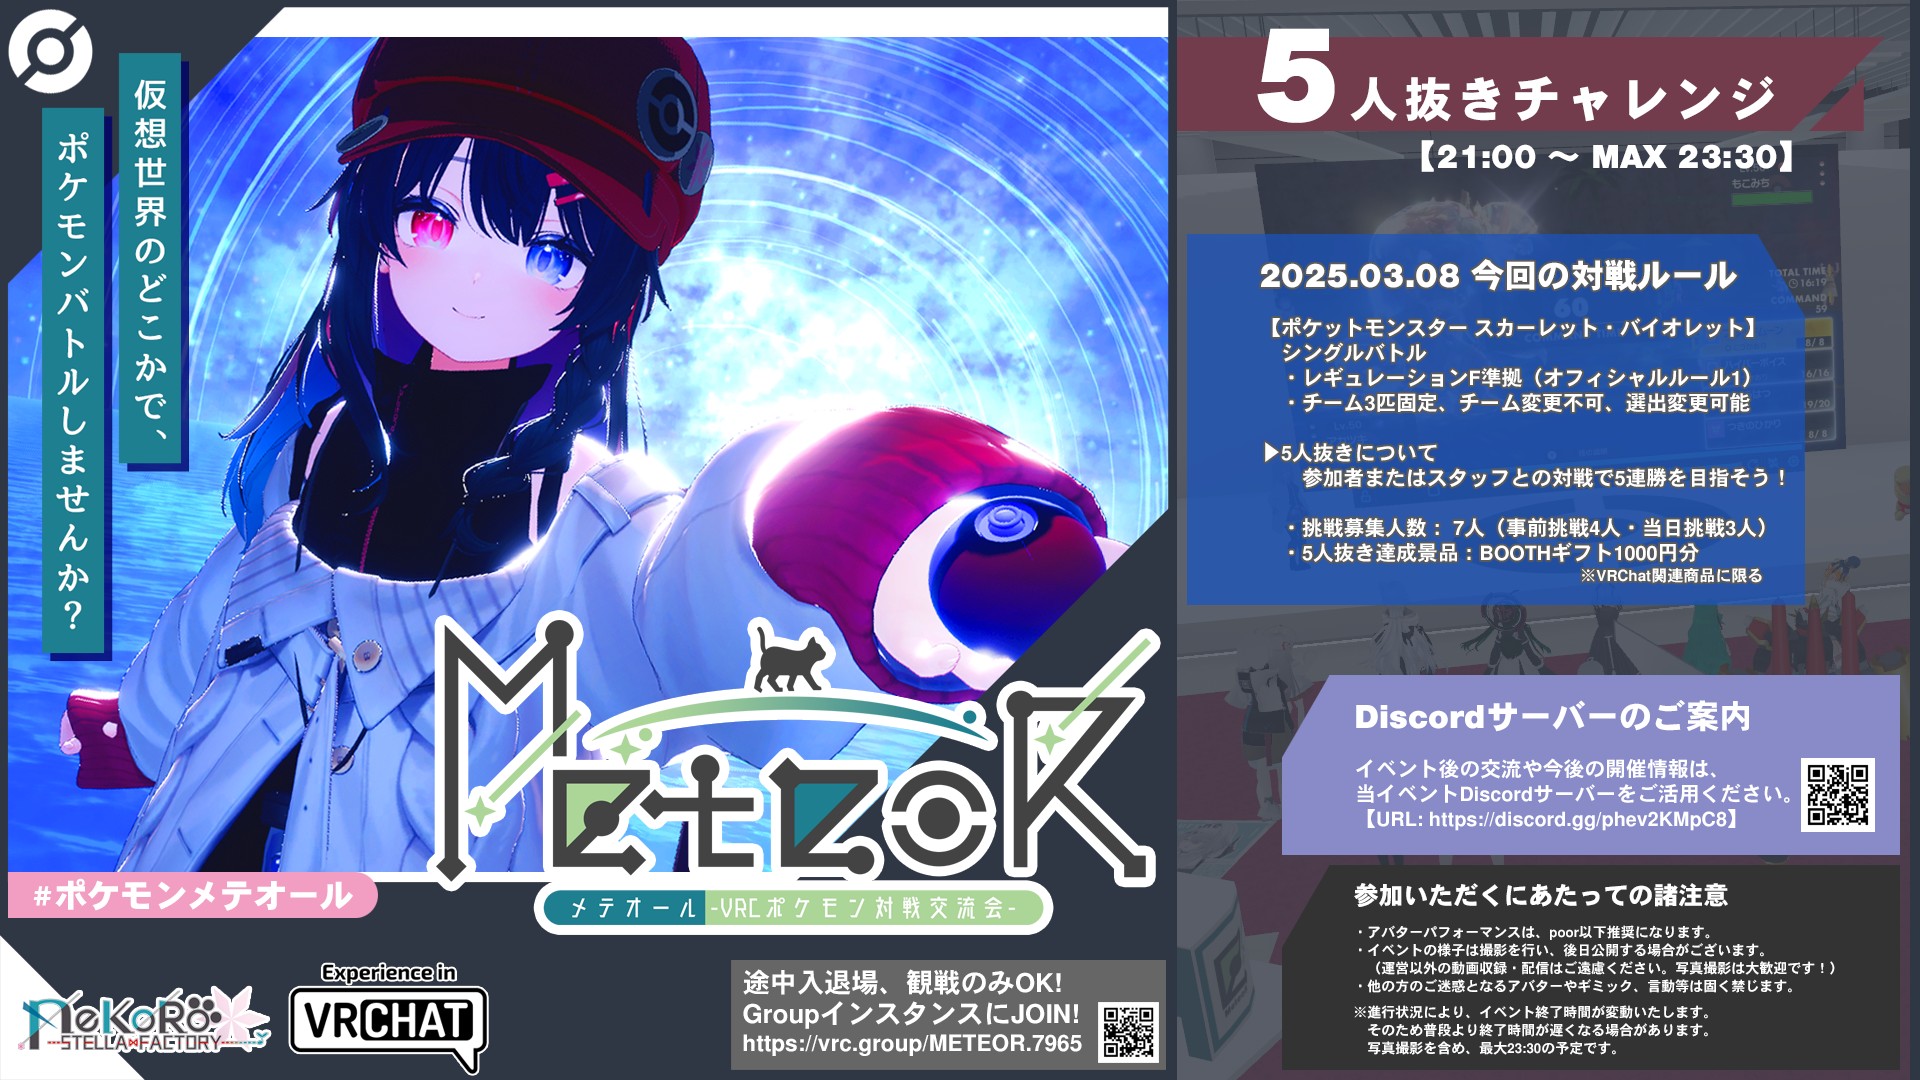 仮想世界のどこかで、
ポケモンバトルしませんか？
MeteoR
メテオール-VRCポケモン対戦交流会-
#ポケモンメテオール
NeKoRo
STELLA FACTORY
Experience in
VRCHAT
途中入退場、観戦のみOK!
GroupインスタンスにJOIN!
https://vrc.group/METEOR.7965
5人抜きチャレンジ
【21:00 ～ MAX 23:30】
もこみち
TOTAL TIME
16:19
COMMAND
59
60
2025.03.08 今回の対戦ルール
【ポケットモンスター スカーレット・バイオレット】
シングルバトル
・レギュレーションF準拠（オフィシャルルール1）
・チーム3匹固定、チーム変更不可、選出変更可能
▶5人抜きについて
参加者またはスタッフとの対戦で5連勝を目指そう！
・挑戦募集人数： 7人（事前挑戦4人・当日挑戦3人）
・5人抜き達成景品：BOOTHギフト1000円分
※VRChat関連商品に限る
Discordサーバーのご案内
イベント後の交流や今後の開催情報は、
当イベントDiscordサーバーをご活用ください。
【URL: https://discord.gg/phev2KMpC8】
参加いただくにあたっての諸注意
・アバターパフォーマンスは、poor以下推奨になります。
・イベントの様子は撮影を行い、後日公開する場合がございます。
（運営以外の動画収録・配信はご遠慮ください。写真撮影は大歓迎です！）
・他の方のご迷惑となるアバターやギミック、言動等は固く禁じます。
※進行状況により、イベント終了時間が変動いたします。
そのため普段より終了時間が遅くなる場合があります。
写真撮影を含め、最大23:30の予定です。